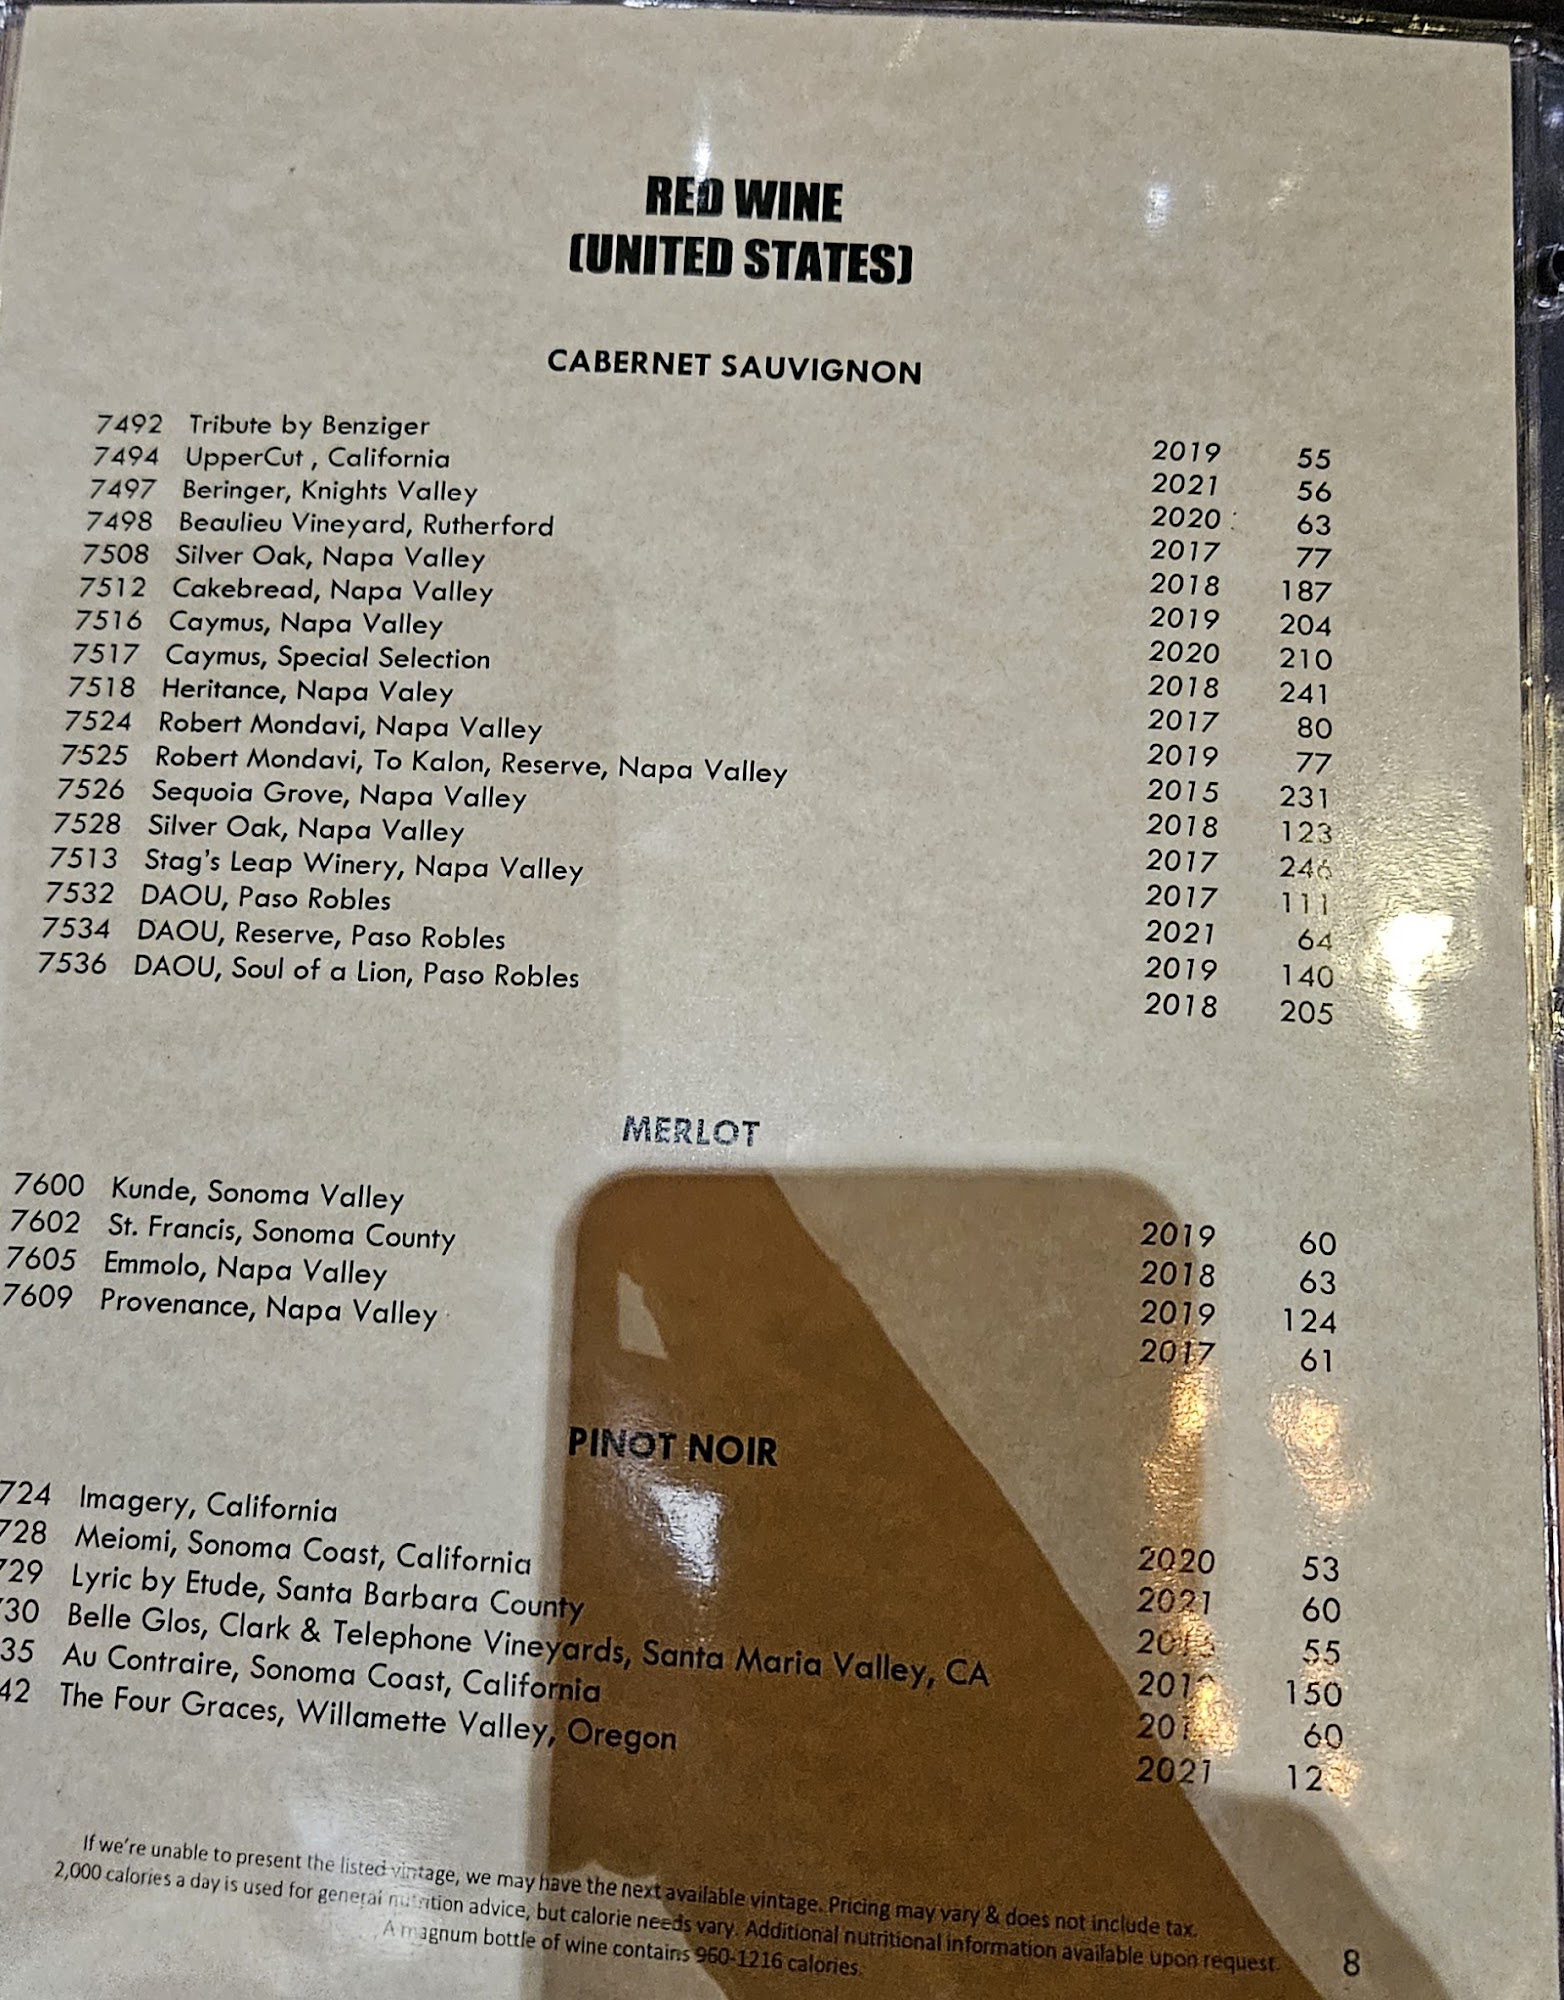 RED WINE
(UNITED STATES)
CABERNET SAUVIGNON
7492 Tribute by Benziger 2019 55
7494 UpperCut , California 2021 56
7497 Beringer, Knights Valley 2020 63
7498 Beaulieu Vineyard, Rutherford 2017 77
7508 Silver Oak, Napa Valley 2018 187
7512 Cakebread, Napa Valley 2019 204
7516 Caymus, Napa Valley 2020 210
7517 Caymus, Special Selection 2018 241
7518 Heritance, Napa Valey 2017 80
7524 Robert Mondavi, Napa Valley 2019 77
7525 Robert Mondavi, To Kalon, Reserve, Napa Valley 2015 231
7526 Sequoia Grove, Napa Valley 2018 123
7528 Silver Oak, Napa Valley 2017 246
7513 Stag's Leap Winery, Napa Valley 2017 111
7532 DAOU, Paso Robles 2021 64
7534 DAOU, Reserve, Paso Robles 2019 140
7536 DAOU, Soul of a Lion, Paso Robles 2018 205
MERLOT
7600 Kunde, Sonoma Valley 2019 60
7602 St. Francis, Sonoma County 2018 63
7605 Emmolo, Napa Valley 2019 124
7609 Provenance, Napa Valley 2017 61
PINOT NOIR
724 Imagery, California 2020 53
728 Meiomi, Sonoma Coast, California 2021 60
729 Lyric by Etude, Santa Barbara County 55
730 Belle Glos, Clark & Telephone Vineyards, Santa Maria Valley, CA 150
35 Au Contraire, Sonoma Coast, California 60
42 The Four Graces, Willamette Valley, Oregon 2021
If we're unable to present the listed vintage, we may have the next available vintage. Pricing may vary & does not include tax.
2,000 calories a day is used for general nutrition advice, but calorie needs vary. Additional nutritional information available upon request.
A magnum bottle of wine contains 960-1216 calories.
8